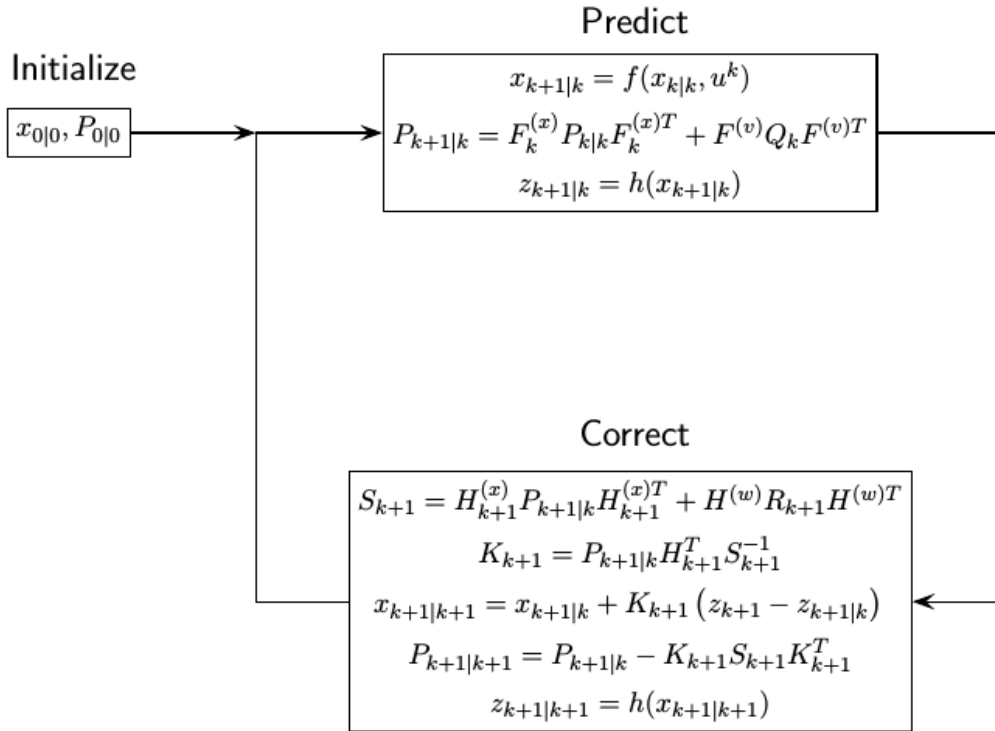 Predict
Initialize
$x_{0|0}, P_{0|0}$
$x_{k+1|k} = f(x_{k|k}, u^k)$
$P_{k+1|k} = F_k^{(x)} P_{k|k} F_k^{(x)T} + F^{(v)} Q_k F^{(v)T}$
$z_{k+1|k} = h(x_{k+1|k})$
Correct
$S_{k+1} = H_{k+1}^{(x)} P_{k+1|k} H_{k+1}^{(x)T} + H^{(w)} R_{k+1} H^{(w)T}$
$K_{k+1} = P_{k+1|k} H_{k+1}^T S_{k+1}^{-1}$
$x_{k+1|k+1} = x_{k+1|k} + K_{k+1} (z_{k+1} - z_{k+1|k})$
$P_{k+1|k+1} = P_{k+1|k} - K_{k+1} S_{k+1} K_{k+1}^T$
$z_{k+1|k+1} = h(x_{k+1|k+1})$